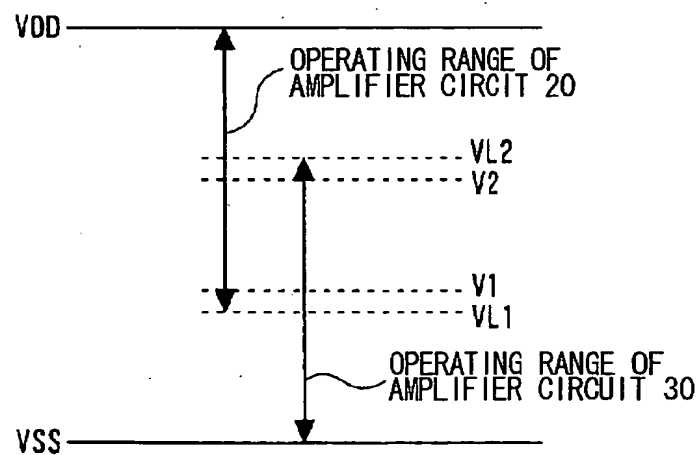 VDD
OPERATING RANGE OF
AMPLIFIER CIRCIT 20
VL2
V2
V1
VL1
OPERATING RANGE OF
AMPLIFIER CIRCUIT 30
VSS